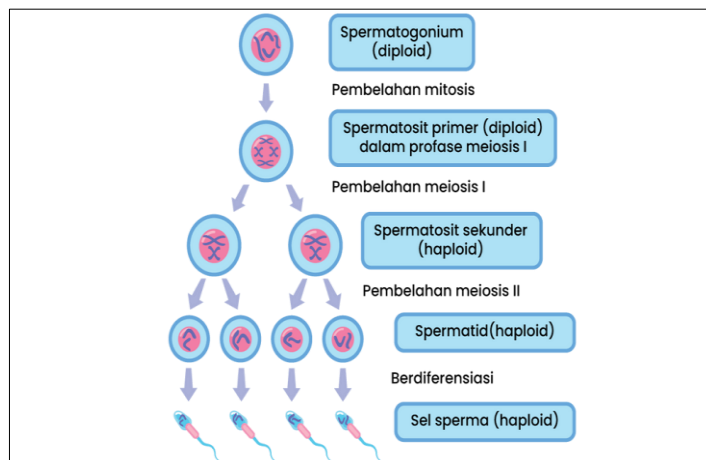 Spermatogonium
(diploid)
Pembelahan mitosis
Spermatosit primer (diploid)
dalam profase meiosis I
Pembelahan meiosis I
Spermatosit sekunder
(haploid)
Pembelahan meiosis II
Spermatid(haploid)
Berdiferensiasi
Sel sperma (haploid)